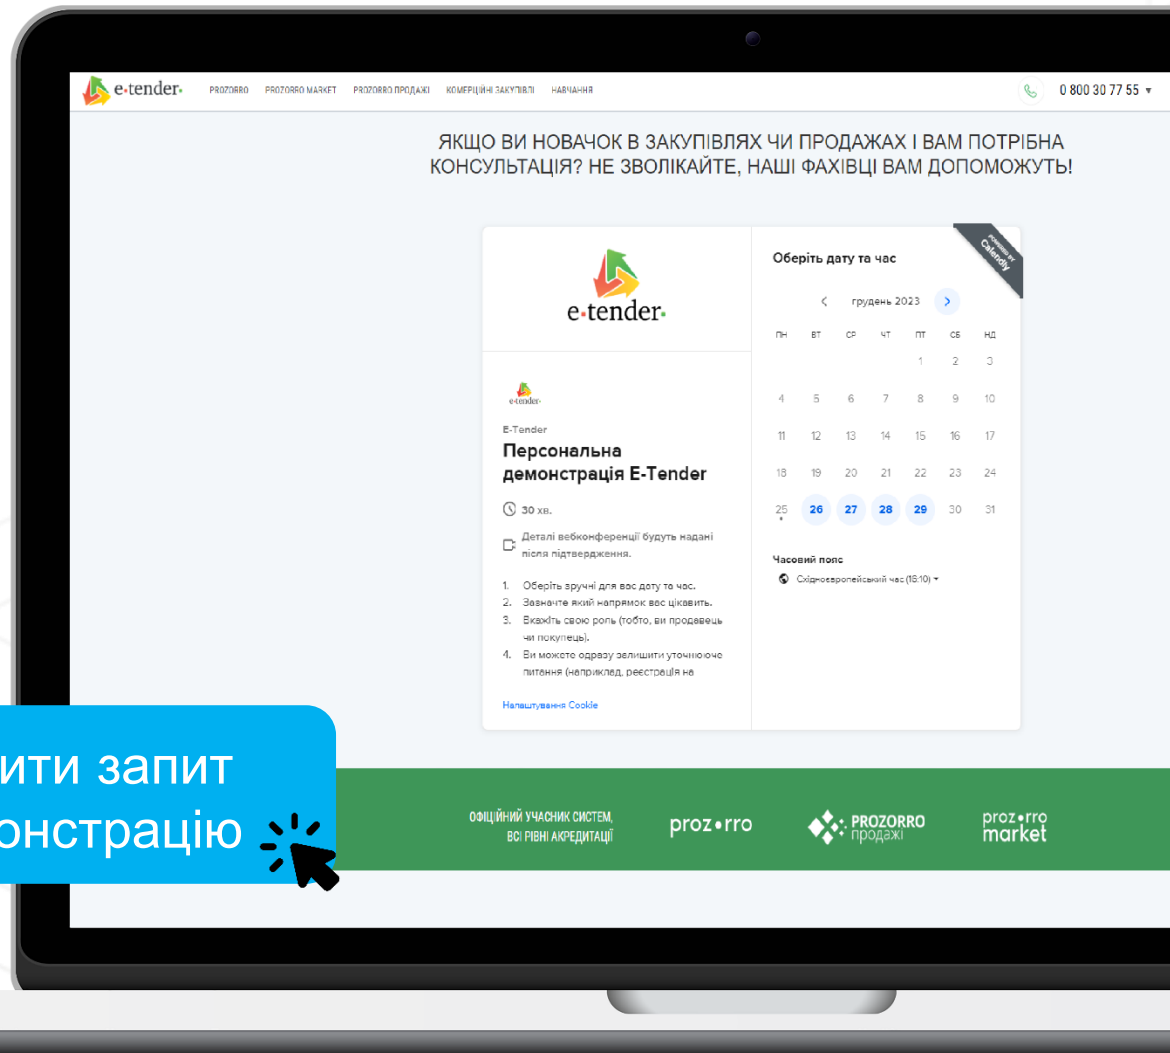 e-tender
PROZORRO PROZORRO MARKET PROZORRO ПРОДАЖІ КОМЕРЦІЙНІ ЗАКУПІВЛІ НАВЧАННЯ
0 800 30 77 55
ЯКЩО ВИ НОВАЧОК В ЗАКУПІВЛЯХ ЧИ ПРОДАЖАХ І ВАМ ПОТРІБНА
КОНСУЛЬТАЦІЯ? НЕ ЗВОЛІКАЙТЕ, НАШІ ФАХІВЦІ ВАМ ДОПОМОЖУТЬ!
e-tender
e-tender
E-Tender
Персональна
демонстрація E-Tender
30 хв.
Деталі вебконференції будуть надані
після підтвердження.
1. Оберіть зручні для вас дату та час.
2. Зазначте який напрямок вас цікавить.
3. Вкажіть свою роль (тобто, ви продавець
чи покупець).
4. Ви можете одразу залишити уточнююче
питання (наприклад, реєстрація на
Налаштування Cookie
POWERED BY
Calendly
Оберіть дату та час
грудень 2023
ПН ВТ СР ЧТ ПТ СБ НД
1 2 3
4 5 6 7 8 9 10
11 12 13 14 15 16 17
18 19 20 21 22 23 24
25 26 27 28 29 30 31
Часовий пояс
Східноєвропейський час (16:10)
ити запит
онстрацію
ОФІЦІЙНИЙ УЧАСНИК СИСТЕМ,
ВСІ РІВНІ АКРЕДИТАЦІЇ
proz•rro
PROZORRO
продажі
proz•rro
market